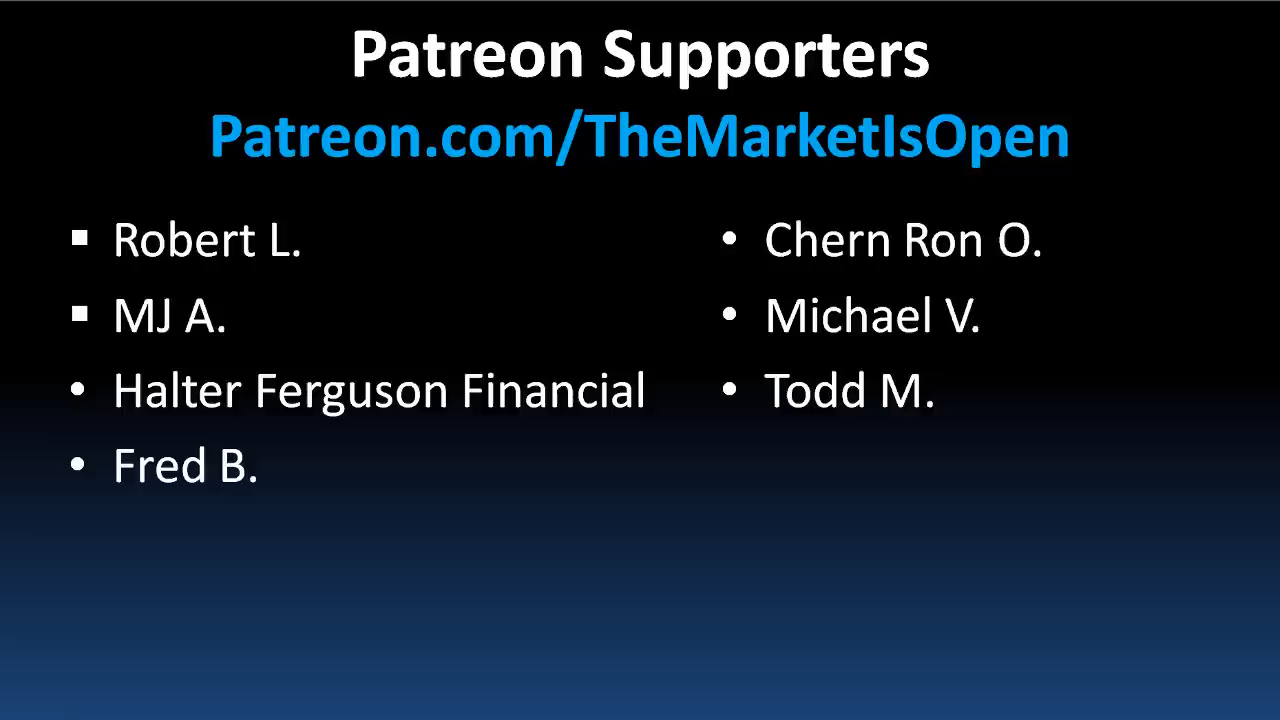 Patreon Supporters
Patreon.com/TheMarketIsOpen
▪ Robert L.
▪ MJ A.
• Halter Ferguson Financial
• Fred B.
• Chern Ron O.
• Michael V.
• Todd M.